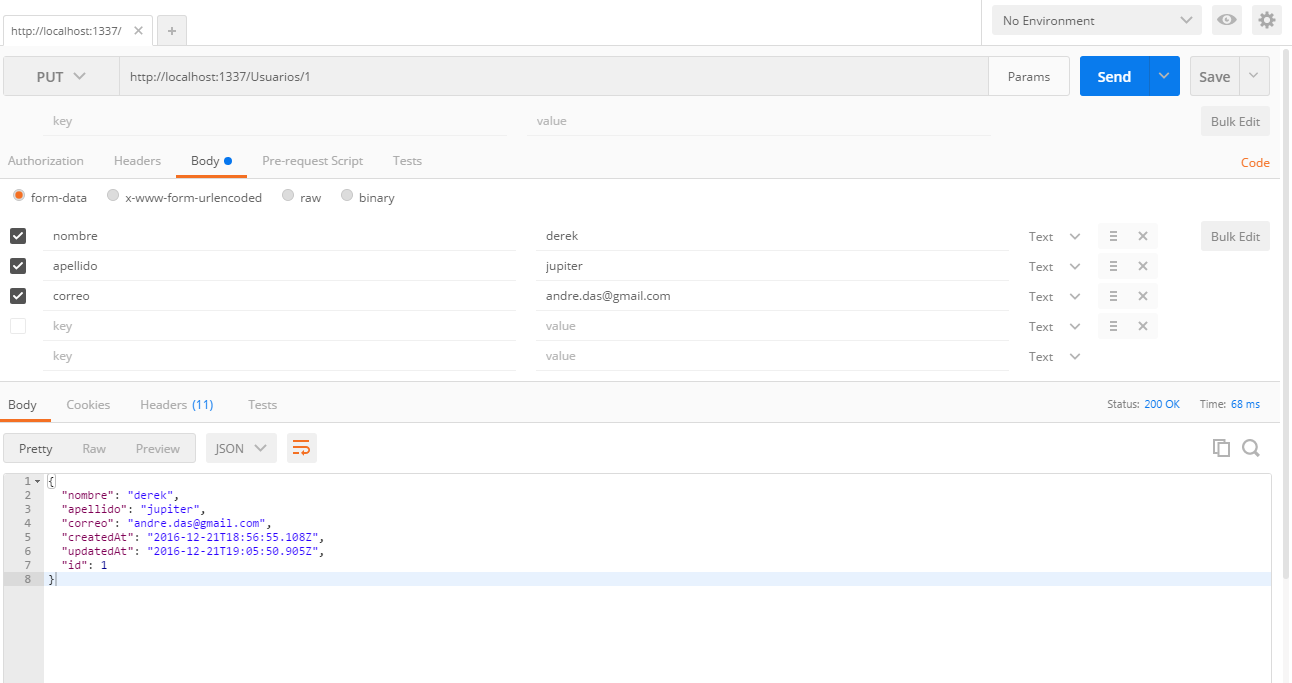 http://localhost:1337/
No Environment
PUT http://localhost:1337/Usuarios/1 Params Send Save
key value Bulk Edit
Authorization Headers Body Pre-request Script Tests Code
form-data x-www-form-urlencoded raw binary
nombre derek Text Bulk Edit
apellido jupiter Text
correo andre.das@gmail.com Text
key value Text
key value Text
Body Cookies Headers (11) Tests Status: 200 OK Time: 68 ms
Pretty Raw Preview JSON
1 {
2 "nombre": "derek",
3 "apellido": "jupiter",
4 "correo": "andre.das@gmail.com",
5 "createdAt": "2016-12-21T18:56:55.108Z",
6 "updatedAt": "2016-12-21T19:05:50.905Z",
7 "id": 1
8 }